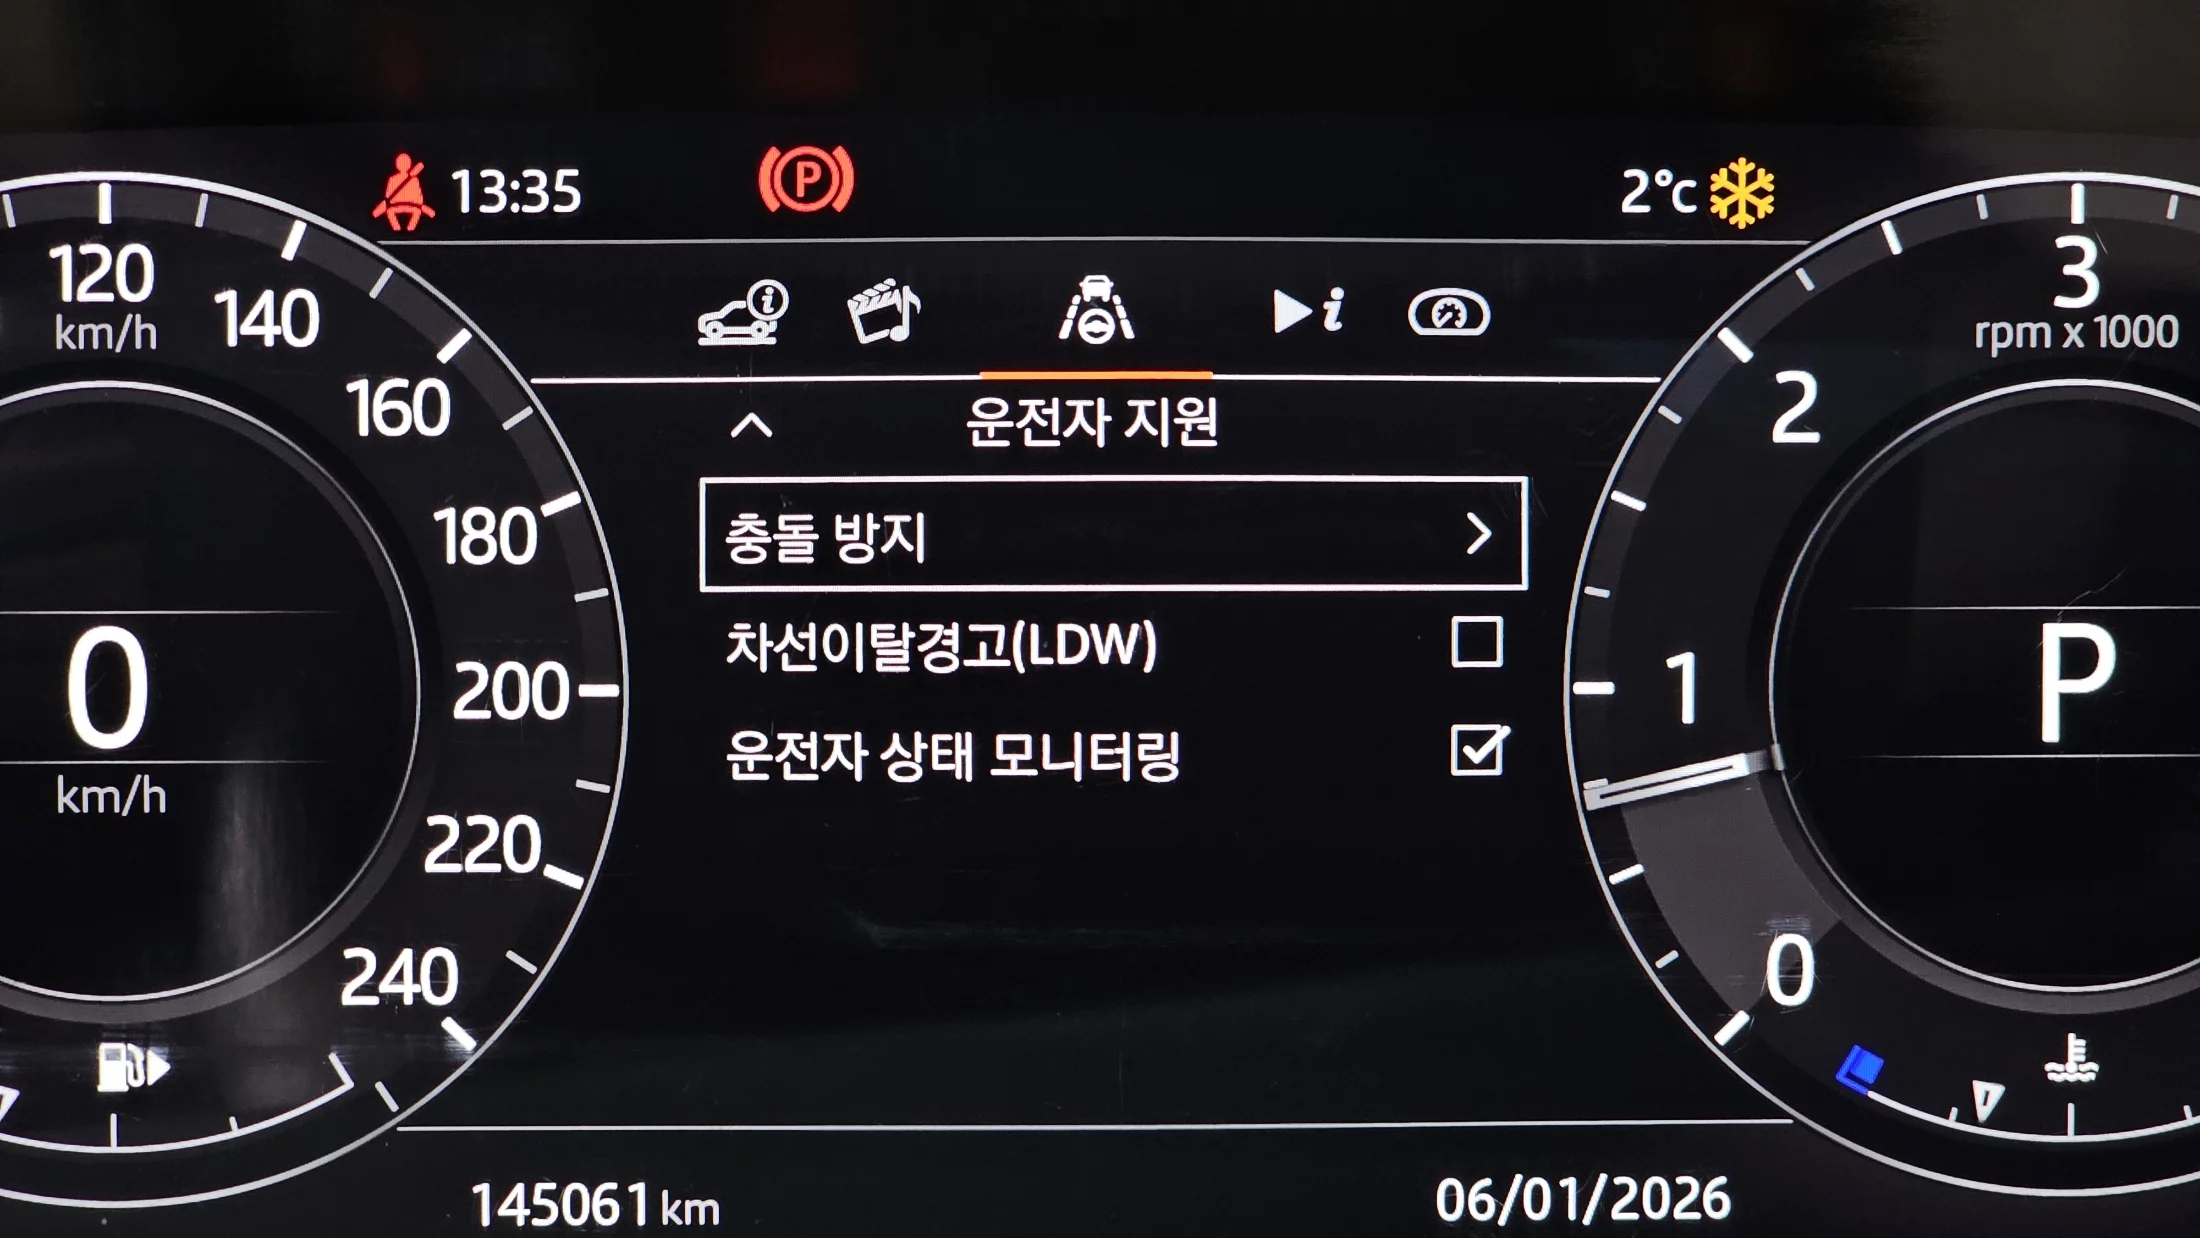 13:35
P
2°c
120
km/h
140
160
180
200
220
240
0
km/h
i
i
운전자 지원
충돌 방지
차선이탈경고(LDW)
운전자 상태 모니터링
3
rpm x 1000
2
1
0
P
145061 km
06/01/2026